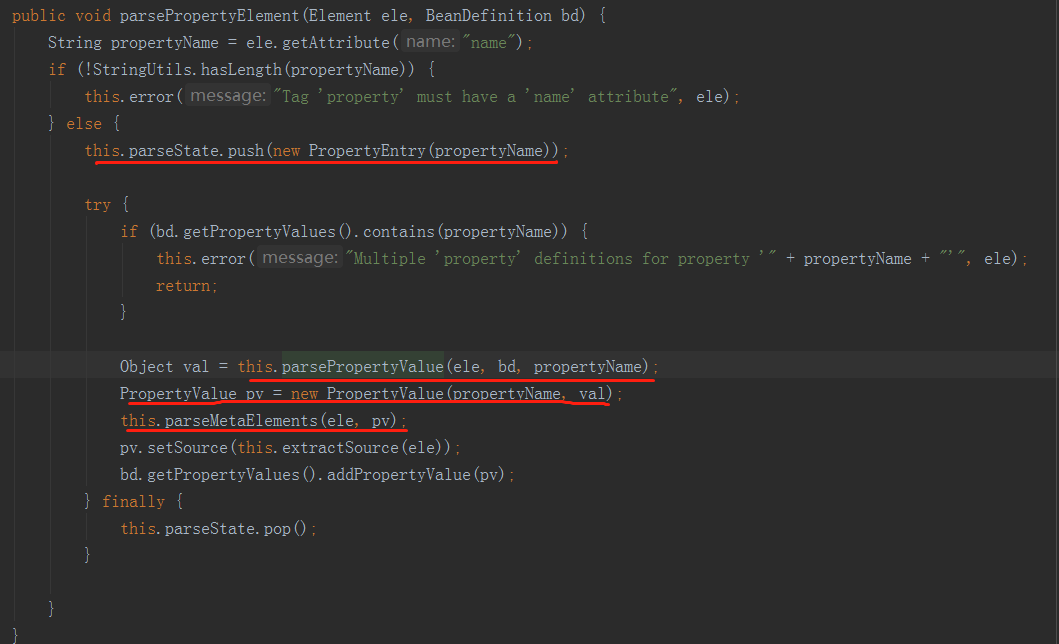 public void parsePropertyElement(Element ele, BeanDefinition bd) {
String propertyName = ele.getAttribute( name: "name");
if (!StringUtils.hasLength(propertyName)) {
this.error( message: "Tag 'property' must have a 'name' attribute", ele);
} else {
this.parseState.push(new PropertyEntry(propertyName));
try {
if (bd.getPropertyValues().contains(propertyName)) {
this.error( message: "Multiple 'property' definitions for property '" + propertyName + "'", ele);
return;
}
Object val = this.parsePropertyValue(ele, bd, propertyName);
PropertyValue pv = new PropertyValue(propertyName, val);
this.parseMetaElements(ele, pv);
pv.setSource(this.extractSource(ele));
bd.getPropertyValues().addPropertyValue(pv);
} finally {
this.parseState.pop();
}
}
}